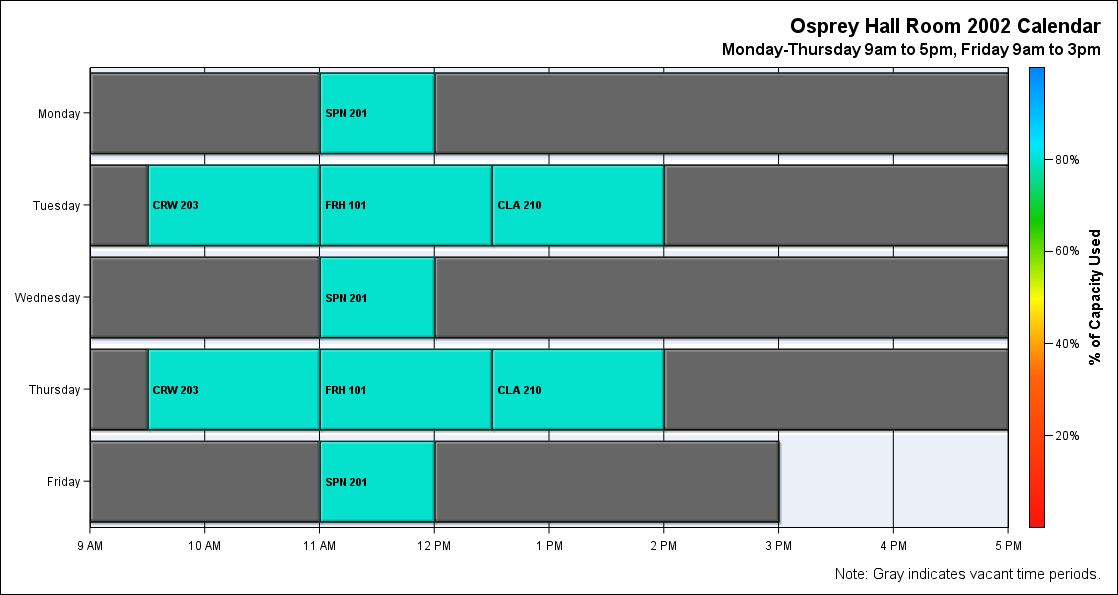 Osprey Hall Room 2002 Calendar
Monday-Thursday 9am to 5pm, Friday 9am to 3pm
Monday
SPN 201
Tuesday
CRW 203
FRH 101
CLA 210
Wednesday
SPN 201
Thursday
CRW 203
FRH 101
CLA 210
Friday
SPN 201
9 AM
10 AM
11 AM
12 PM
1 PM
2 PM
3 PM
4 PM
5 PM
80%
60%
40%
20%
% of Capacity Used
Note: Gray indicates vacant time periods.